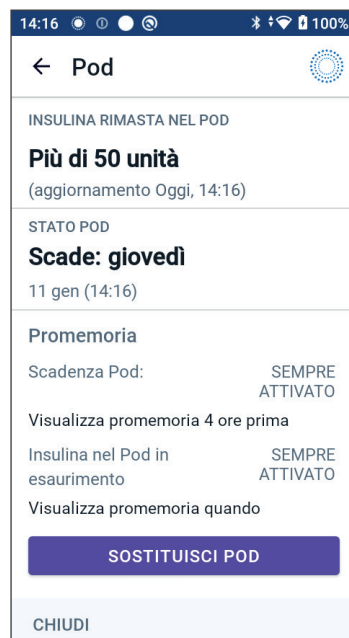 14:16 100%
Pod
INSULINA RIMASTA NEL POD
Più di 50 unità
(aggiornamento Oggi, 14:16)
STATO POD
Scade: giovedì
11 gen (14:16)
Promemoria
Scadenza Pod: SEMPRE
ATTIVATO
Visualizza promemoria 4 ore prima
Insulina nel Pod in SEMPRE
esaurimento ATTIVATO
Visualizza promemoria quando
SOSTITUISCI POD
CHIUDI